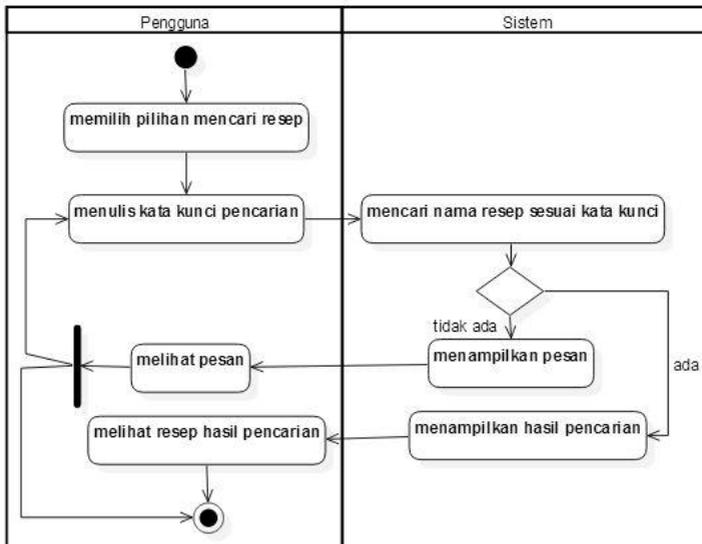 Pengguna
Sistem
memilih pilihan mencari resep
menulis kata kunci pencarian
mencari nama resep sesuai kata kunci
tidak ada
melihat pesan
menampilkan pesan
ada
melihat resep hasil pencarian
menampilkan hasil pencarian